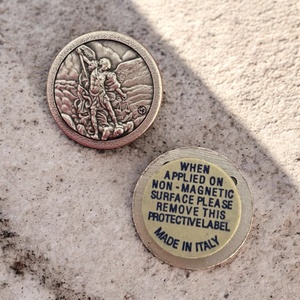 WHEN
APPLIED ON
NON-MAGNETIC
SURFACE PLEASE
REMOVE THIS
PROTECTIVELABEL
MADE IN ITALY